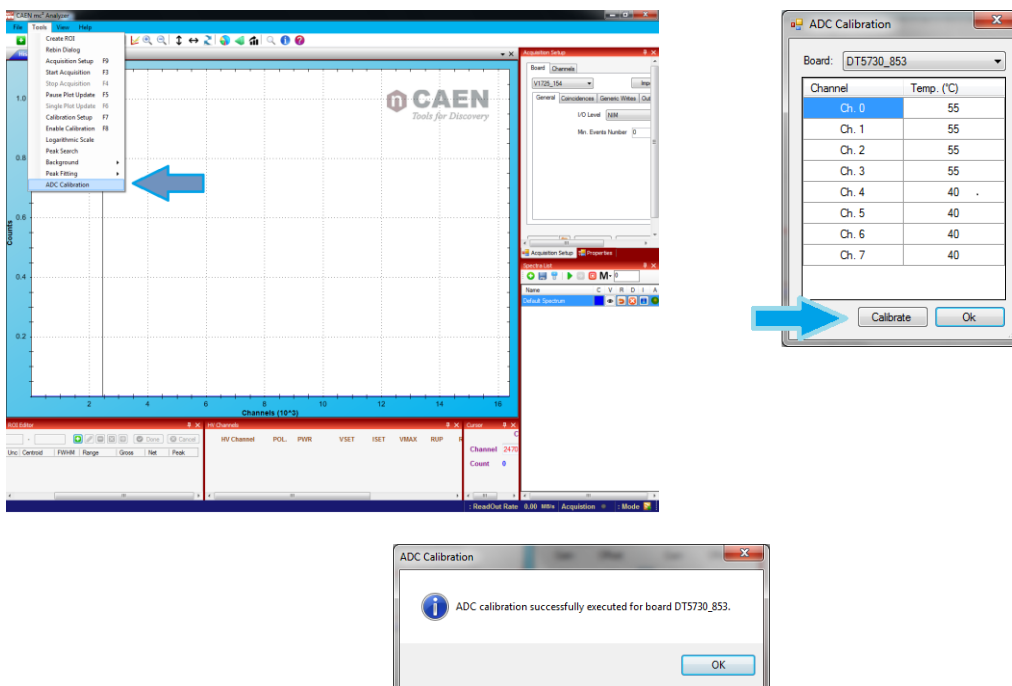 CAEN mc² Analyzer
File Tools View Help
Create ROI
Rebin Dialog
Acquisition Setup F9
Start Acquisition F3
Stop Acquisition F4
Pause Plot Update F5
Single Plot Update F6
Calibration Setup F7
Enable Calibration F8
Logarithmic Scale
Peak Search
Background
Peak Fitting
ADC Calibration
CAEN
Tools for Discovery
1.0
0.8
0.6
0.4
0.2
Counts
2 4 6 8 10 12 14 16
Channels (10^3)
Acquisition Setup
Board Channels
V1725_154
General Coincidences Generic Writes
I/O Level NIM
Min. Events Number 0
Acquisition Setup Properties
Spectra List
M- 0
Name C V R D I A
Default Spectrum
ROI Editor
Done Cancel
Unc Centroid FWHM Range Gross Net Peak
HV Channels
HV Channel POL. PWR VSET ISET VMAX RUP
Cursor
Channel 2470
Count 0
: ReadOut Rate 0.00 MB/s Acquistion : Mode
ADC Calibration
Board: DT5730_853
Channel Temp. (°C)
Ch. 0 55
Ch. 1 55
Ch. 2 55
Ch. 3 55
Ch. 4 40
Ch. 5 40
Ch. 6 40
Ch. 7 40
Calibrate Ok
ADC Calibration
ADC calibration successfully executed for board DT5730_853.
OK